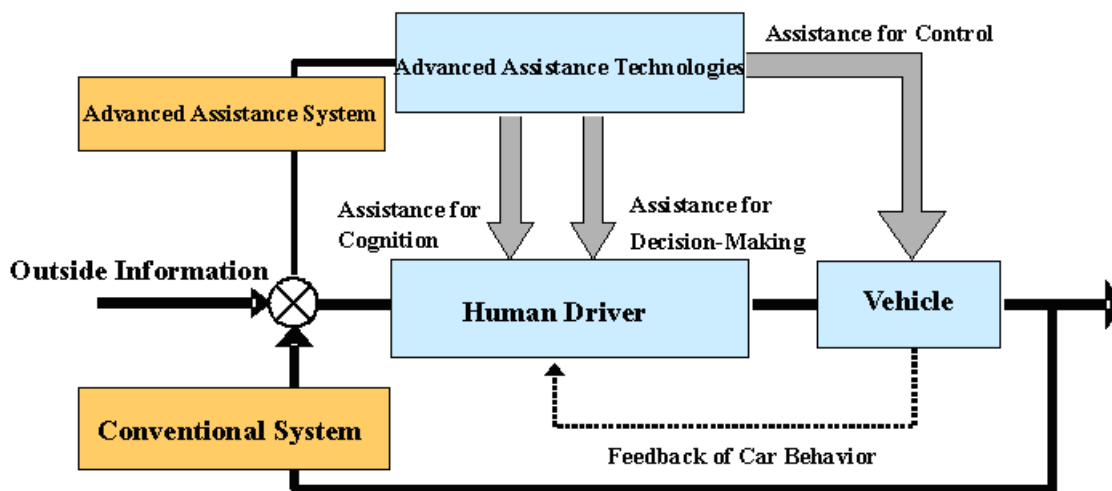 Assistance for Control
Advanced Assistance Technologies
Advanced Assistance System
Assistance for
Cognition
Assistance for
Decision-Making
Outside Information
Human Driver
Vehicle
Conventional System
Feedback of Car Behavior